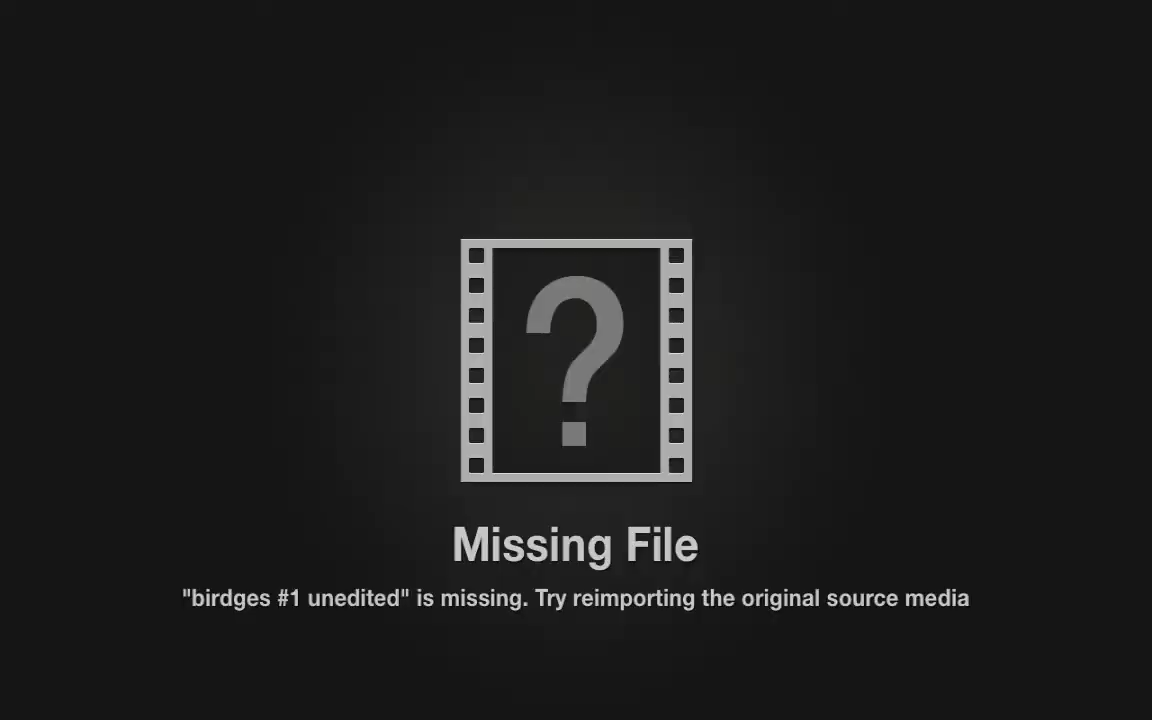 ?
Missing File
"birdges #1 unedited" is missing. Try reimporting the original source media